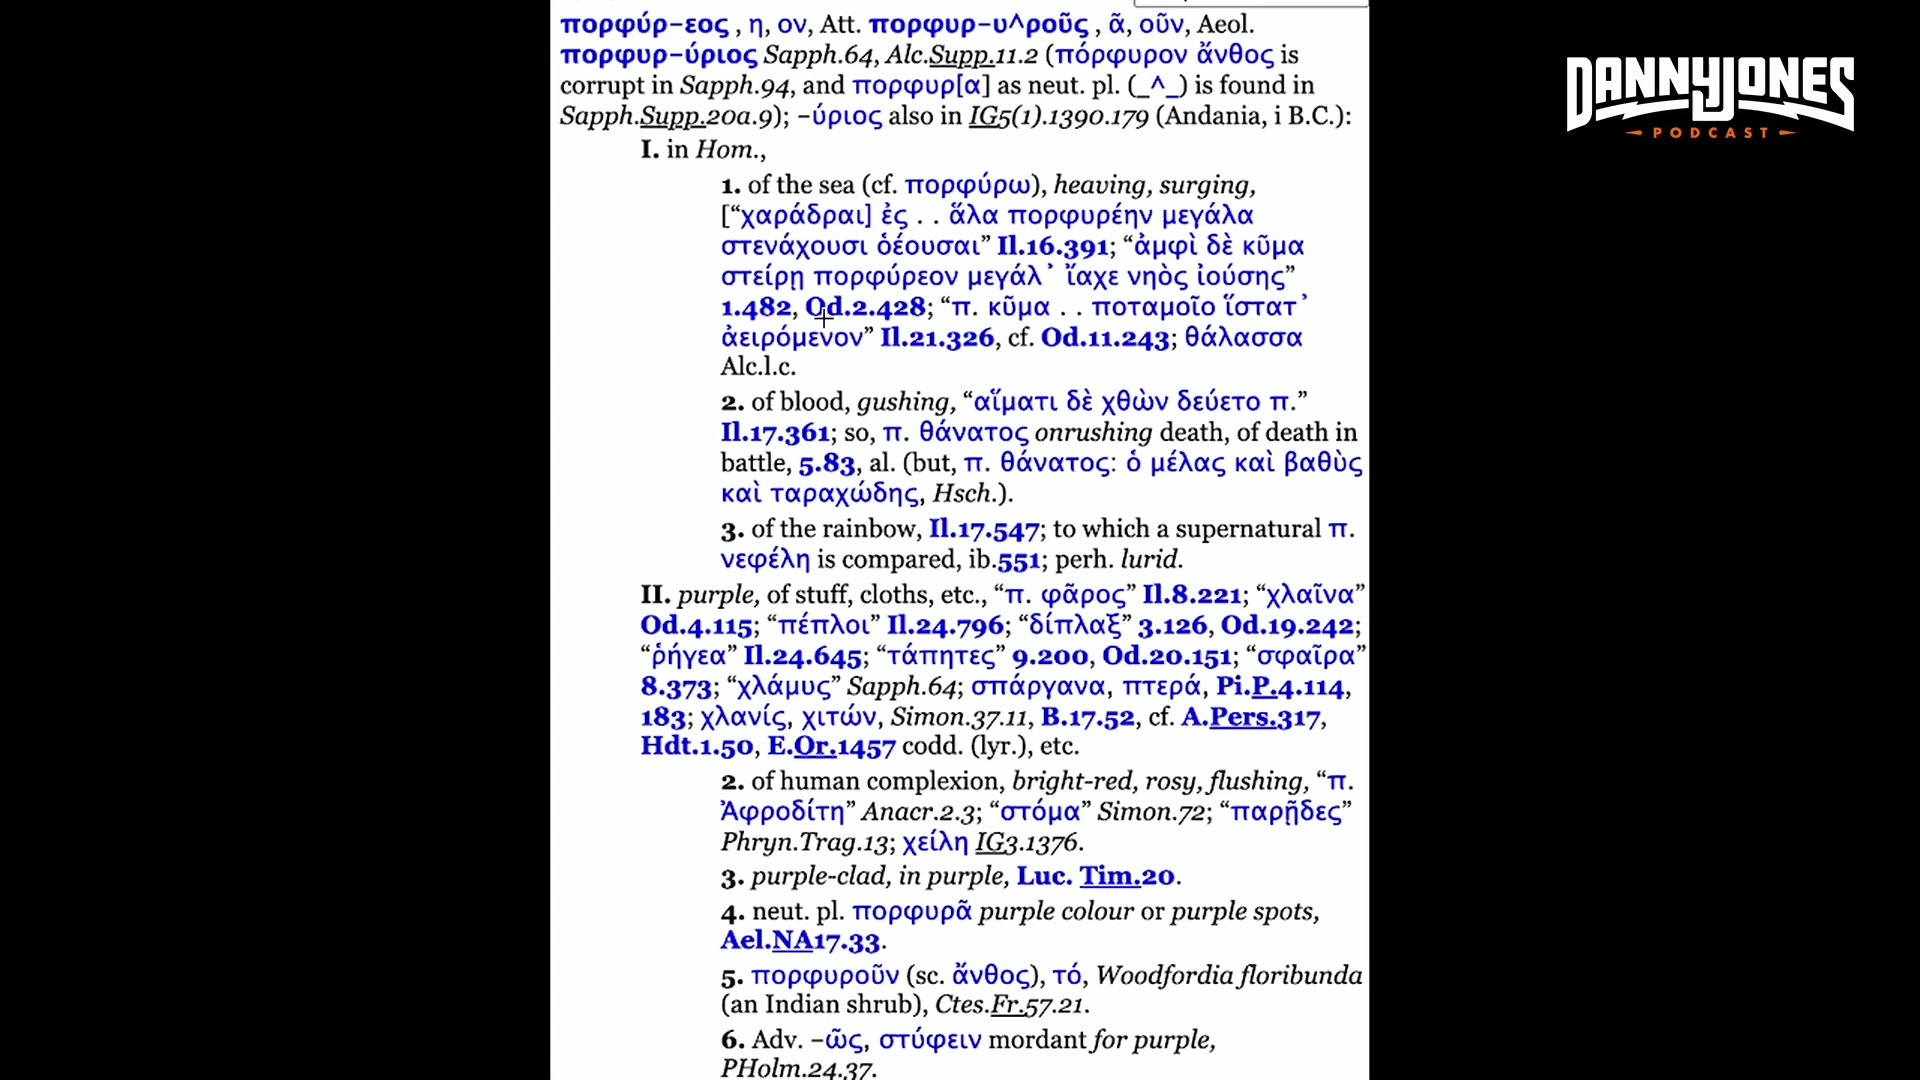 πορφύρ-εος , η, ον, Att. πορφυρ-υ^ροῦς , ᾶ, οῦν, Aeol.
πορφυρ-ύριος Sapph.64, Alc.Supp.11.2 (πόρφυρον ἄνθος is
corrupt in Sapph.94, and πορφυρ[α] as neut. pl. (_^_) is found in
Sapph.Supp.20a.9); -ύριος also in IG5(1).1390.179 (Andania, i B.C.):
I. in Hom.,
1. of the sea (cf. πορφύρω), heaving, surging,
[“χαράδραι] ἐς . . ἅλα πορφυρέην μεγάλα
στενάχουσι ῥέουσαι” Il.16.391; “ἀμφὶ δὲ κῦμα
στείρῃ πορφύρεον μεγάλ᾽ ἴαχε νηὸς ἰούσης”
1.482, Od.2.428; “π. κῦμα . . ποταμοῖο ἵστατ᾽
ἀειρόμενον” Il.21.326, cf. Od.11.243; θάλασσα
Alc.l.c.
2. of blood, gushing, “αἵματι δὲ χθὼν δεύετο π.”
Il.17.361; so, π. θάνατος onrushing death, of death in
battle, 5.83, al. (but, π. θάνατος: ὁ μέλας καὶ βαθὺς
καὶ ταραχώδης, Hsch.).
3. of the rainbow, Il.17.547; to which a supernatural π.
νεφέλη is compared, ib.551; perh. lurid.
II. purple, of stuff, cloths, etc., “π. φᾶρος” Il.8.221; “χλαῖνα”
Od.4.115; “πέπλοι” Il.24.796; “δίπλαξ” 3.126, Od.19.242;
“ῥήγεα” Il.24.645; “τάπητες” 9.200, Od.20.151; “σφαῖρα”
8.373; “χλάμυς” Sapph.64; σπάργανα, πτερά, Pi.P.4.114,
183; χλανίς, χιτών, Simon.37.11, B.17.52, cf. A.Pers.317,
Hdt.1.50, E.Or.1457 codd. (lyr.), etc.
2. of human complexion, bright-red, rosy, flushing, “π.
Ἀφροδίτη” Anacr.2.3; “στόμα” Simon.72; “παρῇδες”
Phryn.Trag.13; χείλη IG3.1376.
3. purple-clad, in purple, Luc. Tim.20.
4. neut. pl. πορφυρᾶ purple colour or purple spots,
Ael.NA17.33.
5. πορφυροῦν (sc. ἄνθος), τό, Woodfordia floribunda
(an Indian shrub), Ctes.Fr.57.21.
6. Adv. -ῶς, στύφειν mordant for purple,
PHolm.24.37.
DANNY JONES
PODCAST